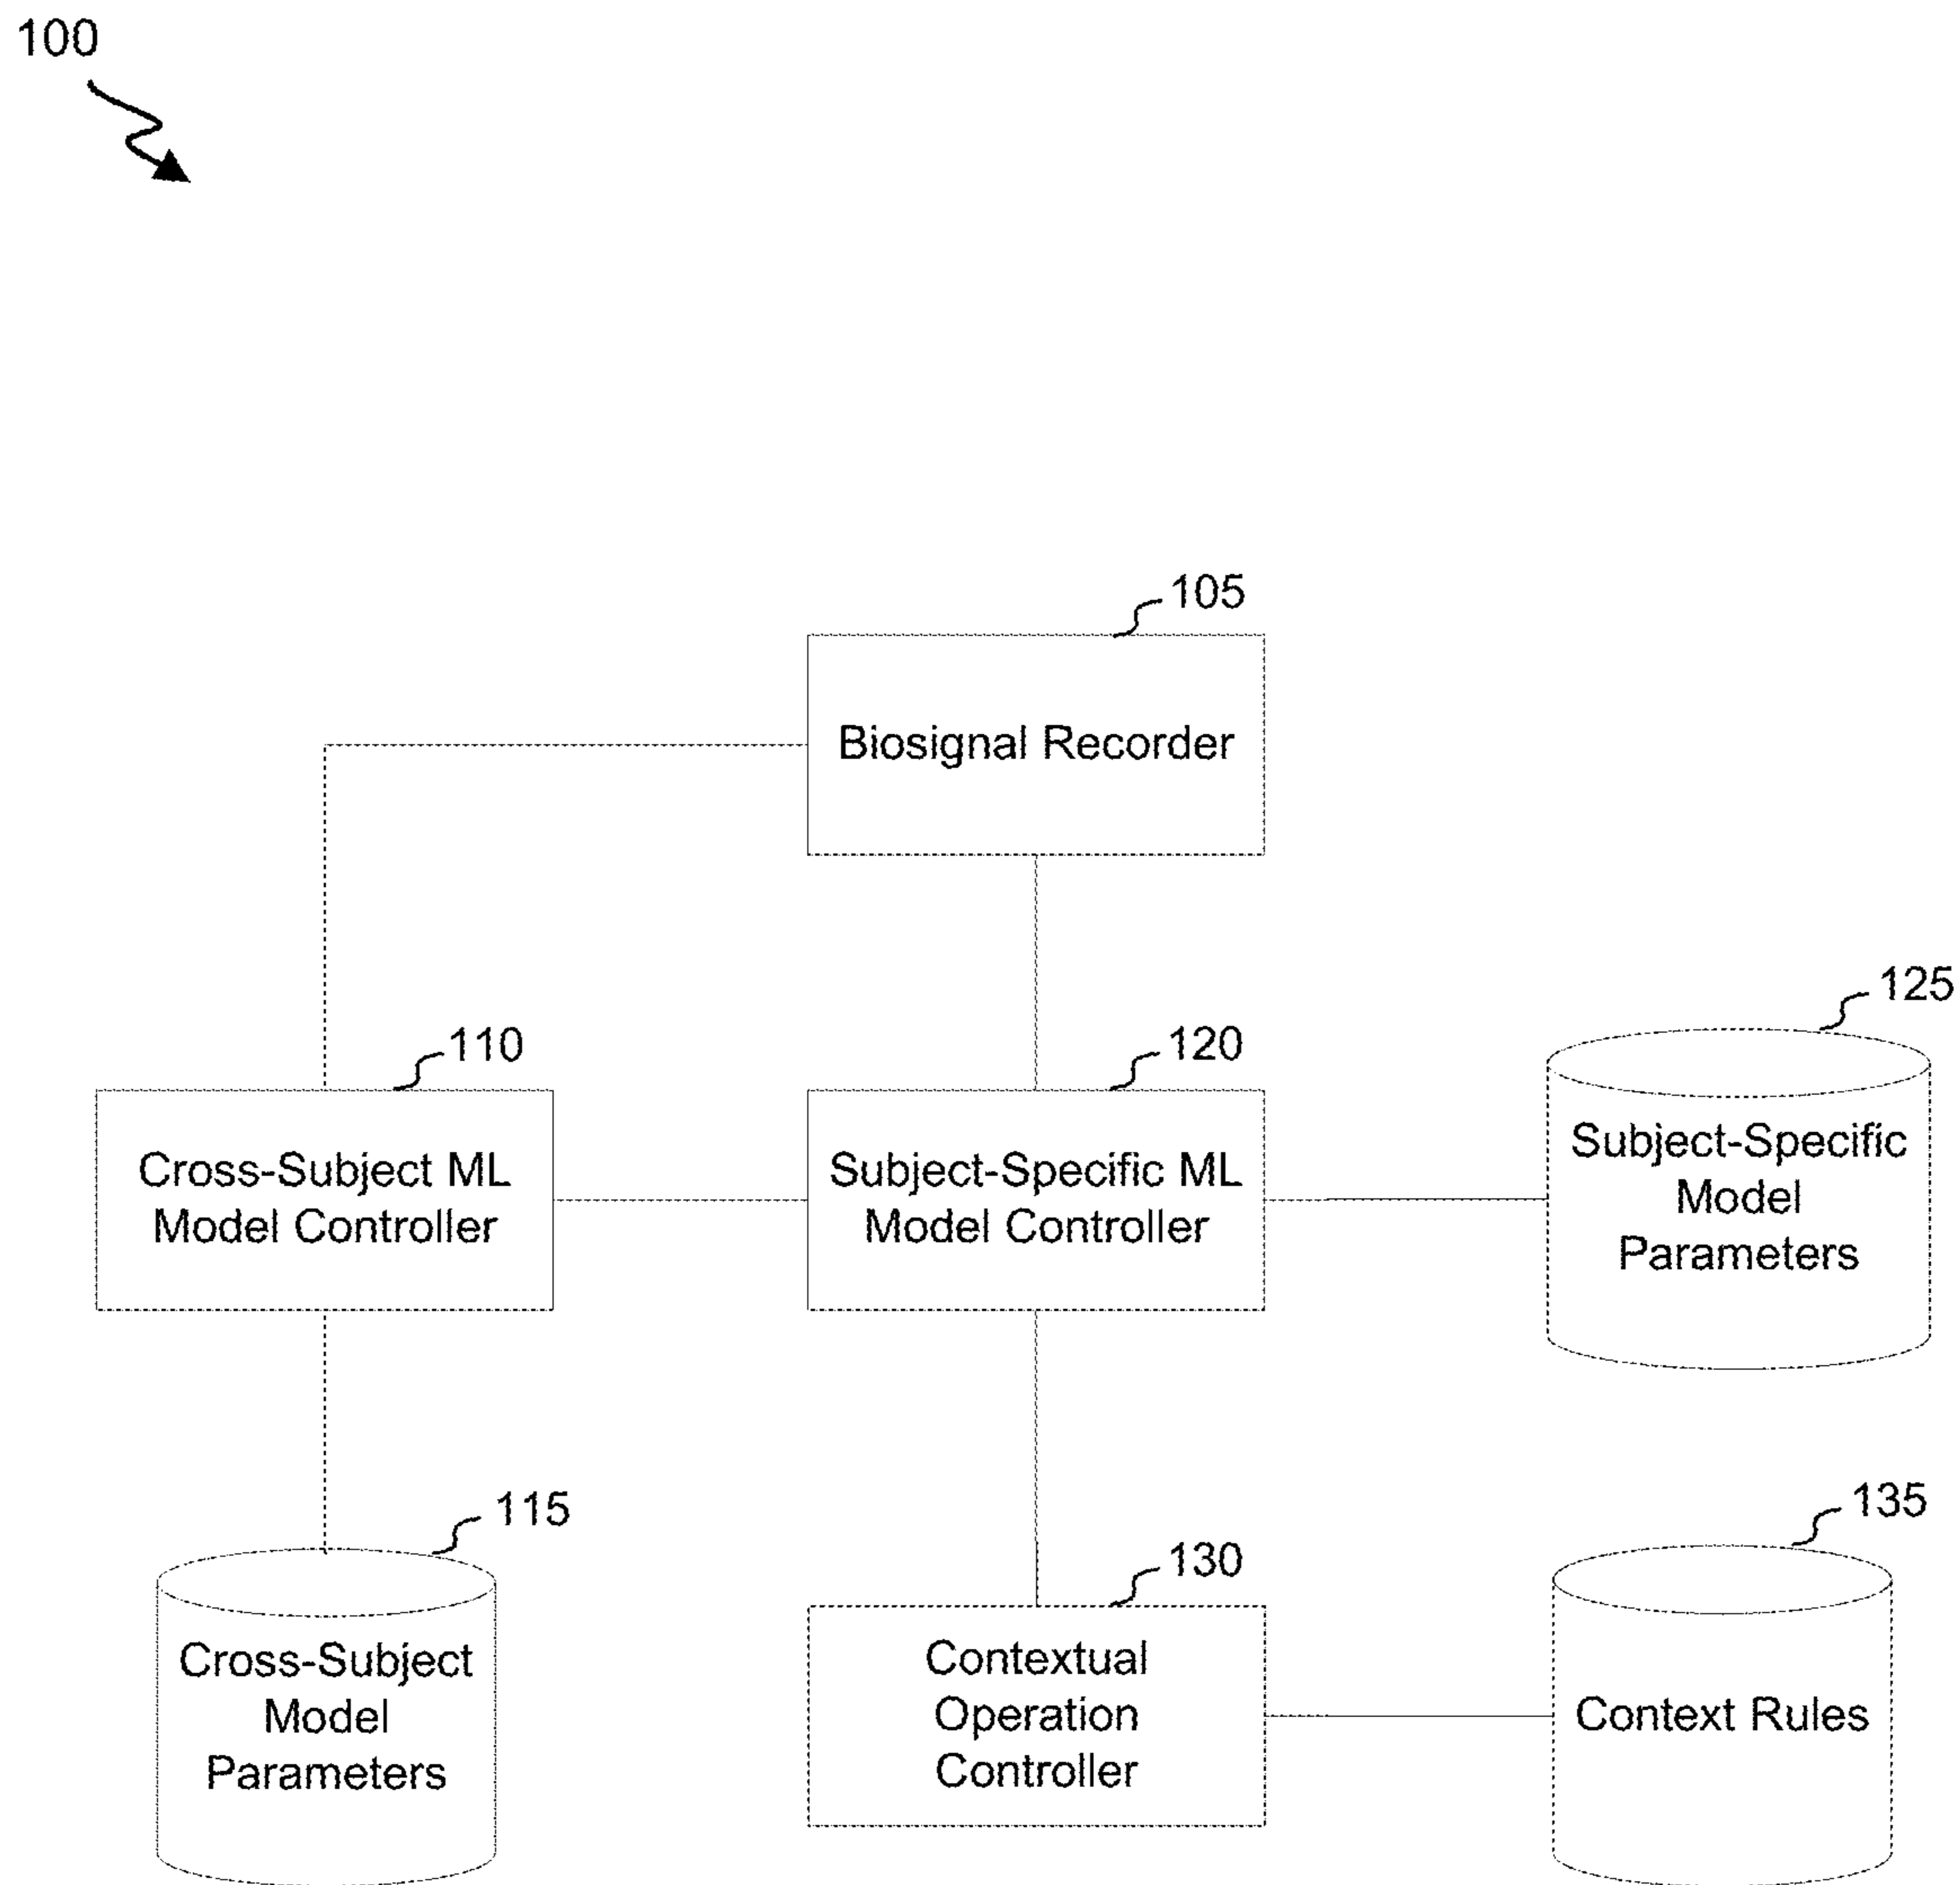 100
105
Biosignal Recorder
110
Cross-Subject ML
Model Controller
120
Subject-Specific ML
Model Controller
125
Subject-Specific
Model
Parameters
115
Cross-Subject
Model
Parameters
130
Contextual
Operation
Controller
135
Context Rules